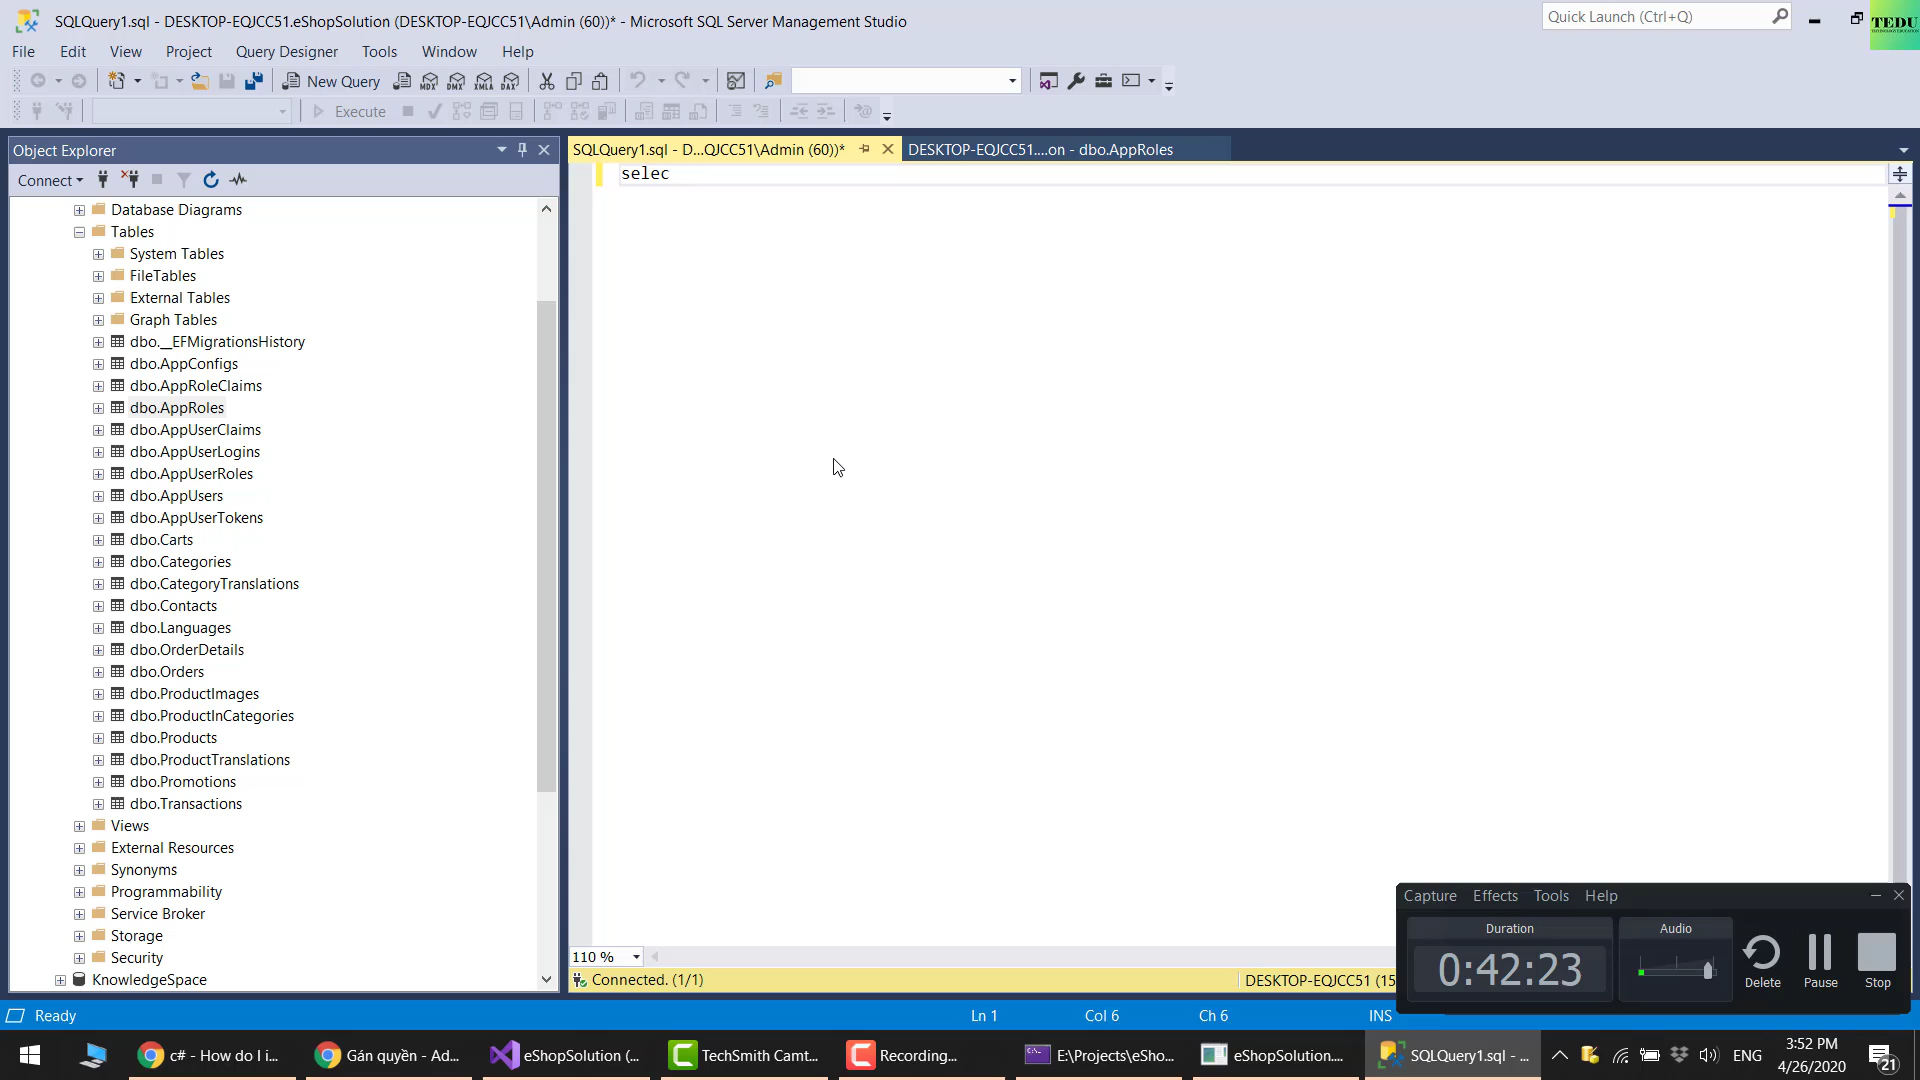 SQLQuery1.sql - DESKTOP-EQJCC51.eShopSolution (DESKTOP-EQJCC51\Admin (60))* - Microsoft SQL Server Management Studio
Quick Launch (Ctrl+Q)
TEDU
File Edit View Project Query Designer Tools Window Help
New Query
MDX DMX XMLA DAX
Execute
Object Explorer
SQLQuery1.sql - D...QJCC51\Admin (60))*
DESKTOP-EQJCC51....on - dbo.AppRoles
Connect
selec
Database Diagrams
Tables
System Tables
FileTables
External Tables
Graph Tables
dbo.__EFMigrationsHistory
dbo.AppConfigs
dbo.AppRoleClaims
dbo.AppRoles
dbo.AppUserClaims
dbo.AppUserLogins
dbo.AppUserRoles
dbo.AppUsers
dbo.AppUserTokens
dbo.Carts
dbo.Categories
dbo.CategoryTranslations
dbo.Contacts
dbo.Languages
dbo.OrderDetails
dbo.Orders
dbo.ProductImages
dbo.ProductInCategories
dbo.Products
dbo.ProductTranslations
dbo.Promotions
dbo.Transactions
Views
External Resources
Synonyms
Programmability
Service Broker
Storage
Security
KnowledgeSpace
110 %
Connected. (1/1)
DESKTOP-EQJCC51 (15
Capture Effects Tools Help
Duration
Audio
0:42:23
Delete Pause Stop
Ready
Ln 1
Col 6
Ch 6
INS
c# - How do I i...
Gán quyền - Ad...
eShopSolution (...
TechSmith Camt...
Recording...
E:\Projects\eSho...
eShopSolution....
SQLQuery1.sql - ...
ENG
3:52 PM
4/26/2020
21